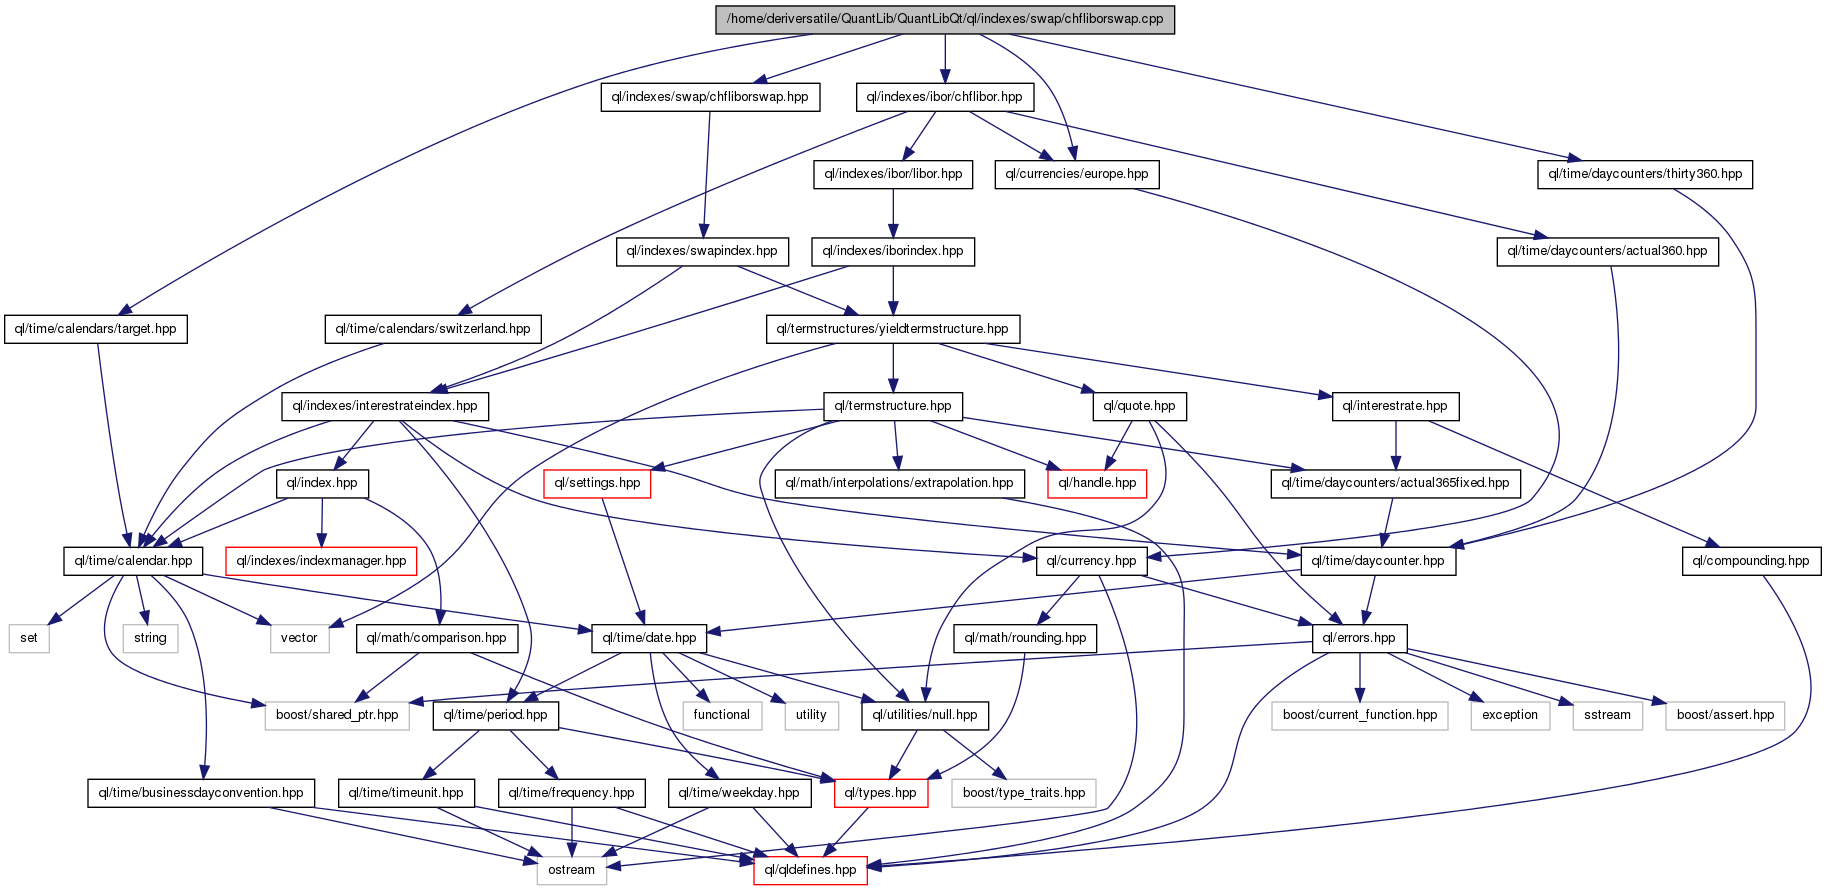 /home/deriversatile/QuantLib/QuantLibQt/ql/indexes/swap/chfliborswap.cpp
ql/indexes/swap/chfliborswap.hpp
ql/indexes/ibor/chflibor.hpp
ql/indexes/ibor/libor.hpp
ql/currencies/europe.hpp
ql/time/daycounters/thirty360.hpp
ql/indexes/swapindex.hpp
ql/indexes/iborindex.hpp
ql/time/daycounters/actual360.hpp
ql/time/calendars/target.hpp
ql/time/calendars/switzerland.hpp
ql/termstructures/yieldtermstructure.hpp
ql/indexes/interestrateindex.hpp
ql/termstructure.hpp
ql/quote.hpp
ql/interestrate.hpp
ql/index.hpp
ql/settings.hpp
ql/math/interpolations/extrapolation.hpp
ql/handle.hpp
ql/time/daycounters/actual365fixed.hpp
ql/time/calendar.hpp
ql/indexes/indexmanager.hpp
ql/currency.hpp
ql/time/daycounter.hpp
ql/compounding.hpp
set
string
vector
ql/math/comparison.hpp
ql/time/date.hpp
ql/math/rounding.hpp
ql/errors.hpp
boost/shared_ptr.hpp
ql/time/period.hpp
functional
utility
ql/utilities/null.hpp
boost/current_function.hpp
exception
sstream
boost/assert.hpp
ql/time/businessdayconvention.hpp
ql/time/timeunit.hpp
ql/time/frequency.hpp
ql/time/weekday.hpp
ql/types.hpp
boost/type_traits.hpp
ostream
ql/qldefines.hpp